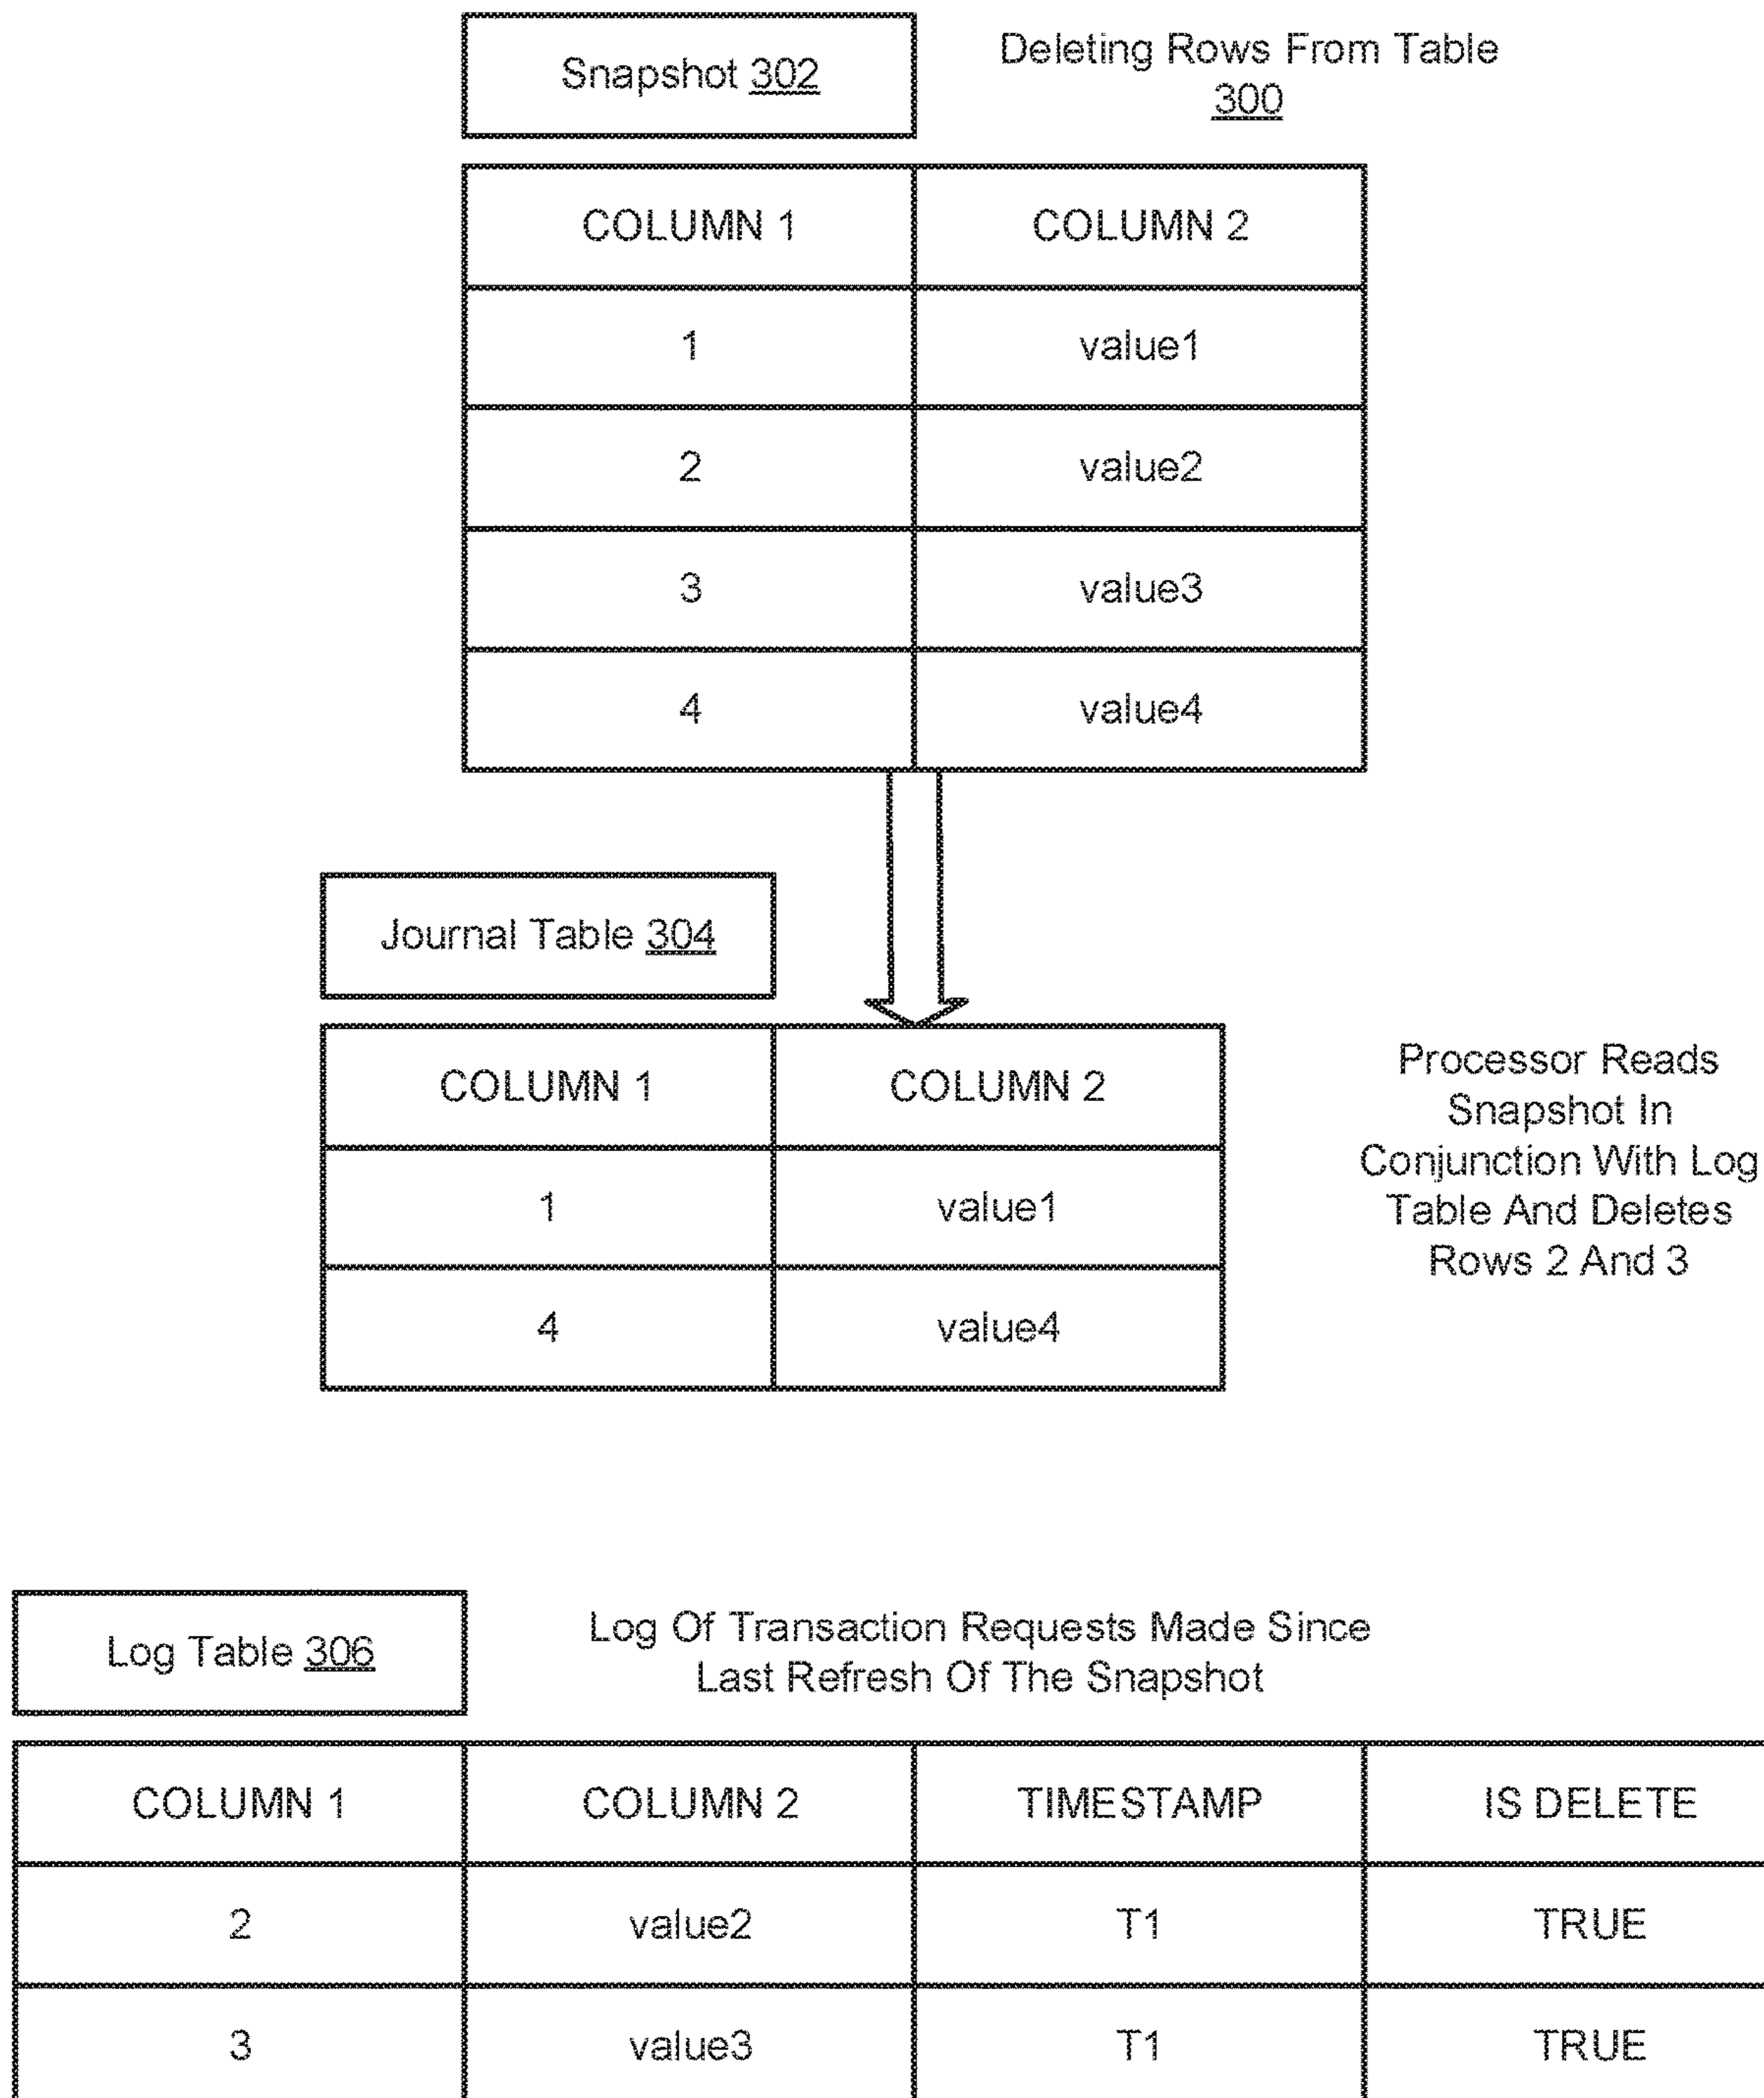 Snapshot 302
Deleting Rows From Table
300
COLUMN 1 COLUMN 2
1 value1
2 value2
3 value3
4 value4
Journal Table 304
COLUMN 1 COLUMN 2
1 value1
4 value4
Processor Reads
Snapshot In
Conjunction With Log
Table And Deletes
Rows 2 And 3
Log Table 306
Log Of Transaction Requests Made Since
Last Refresh Of The Snapshot
COLUMN 1 COLUMN 2 TIMESTAMP IS DELETE
2 value2 T1 TRUE
3 value3 T1 TRUE